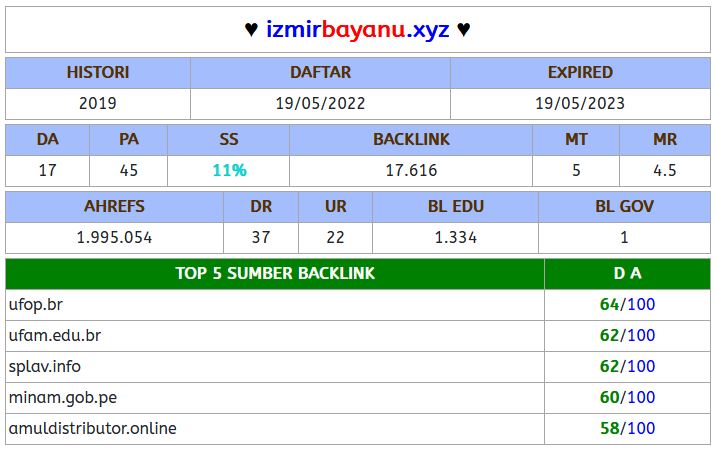 ♥ izmirbayanu.xyz ♥
HISTORI DAFTAR EXPIRED
2019 19/05/2022 19/05/2023
DA PA SS BACKLINK MT MR
17 45 11% 17.616 5 4.5
AHREFS DR UR BL EDU BL GOV
1.995.054 37 22 1.334 1
TOP 5 SUMBER BACKLINK D A
ufop.br 64/100
ufam.edu.br 62/100
splav.info 62/100
minam.gob.pe 60/100
amuldistributor.online 58/100